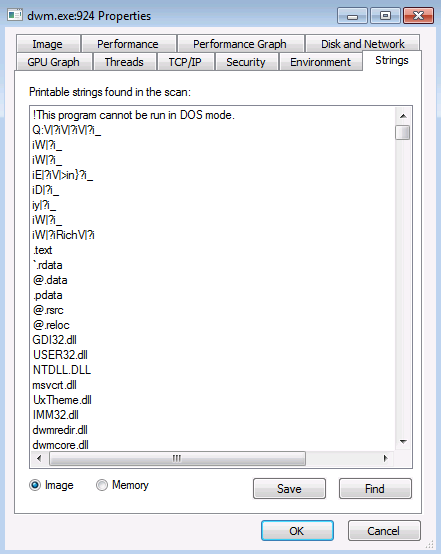 dwm.exe:924 Properties
Image Performance Performance Graph Disk and Network
GPU Graph Threads TCP/IP Security Environment Strings
Printable strings found in the scan:
!This program cannot be run in DOS mode.
Q:V|?iV|?iV|?i_
iW|?i_
iW|?i_
iE|?iV|>in}?i_
iD|?i_
iy|?i_
iW|?i_
iW|?iRichV|?i
.text
`.rdata
@.data
.pdata
@.rsrc
@.reloc
GDI32.dll
USER32.dll
NTDLL.DLL
msvcrt.dll
UxTheme.dll
IMM32.dll
dwmredir.dll
dwmcore.dll
Image Memory Save Find
OK Cancel